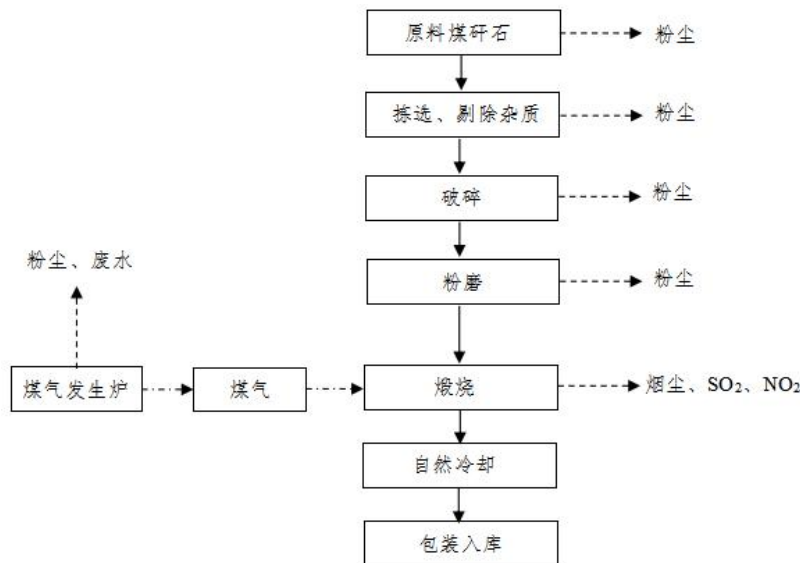 原料煤矸石
粉尘
拣选、剔除杂质
粉尘
破碎
粉尘
粉尘、废水
粉磨
粉尘
煤气发生炉
煤气
煅烧
烟尘、SO₂、NO₂
自然冷却
包装入库